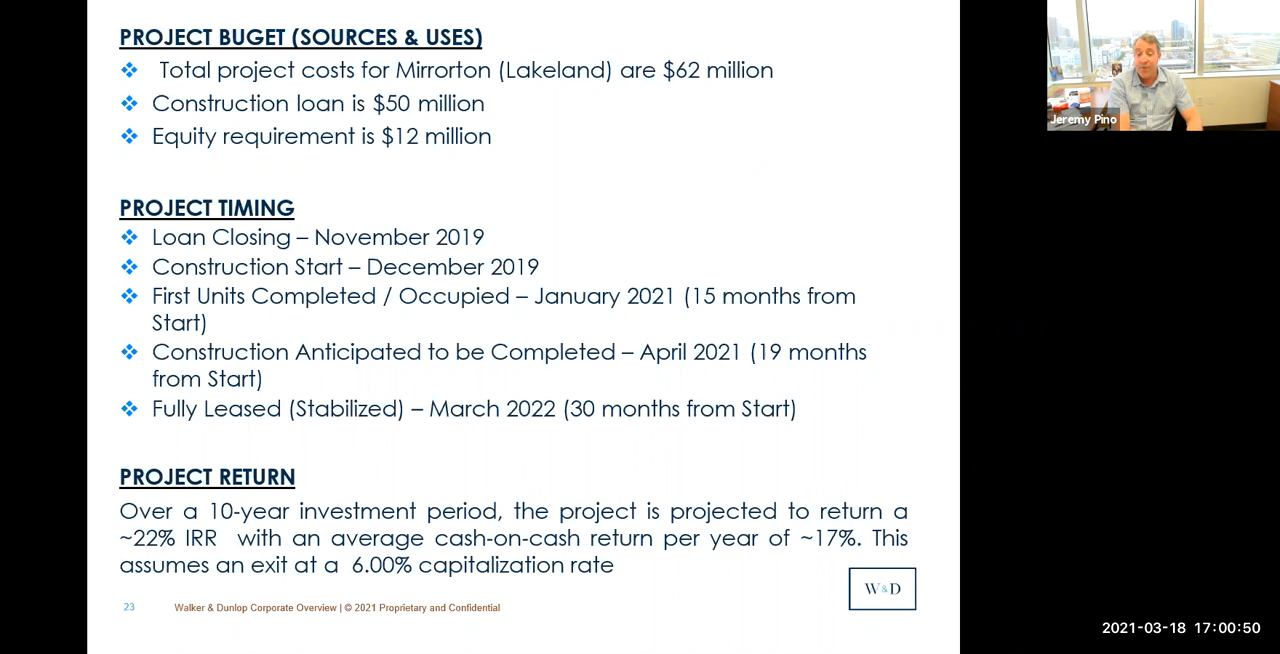 PROJECT BUGET (SOURCES & USES)
❖ Total project costs for Mirrorton (Lakeland) are $62 million
❖ Construction loan is $50 million
❖ Equity requirement is $12 million
PROJECT TIMING
❖ Loan Closing – November 2019
❖ Construction Start – December 2019
❖ First Units Completed / Occupied – January 2021 (15 months from
Start)
❖ Construction Anticipated to be Completed – April 2021 (19 months
from Start)
❖ Fully Leased (Stabilized) – March 2022 (30 months from Start)
PROJECT RETURN
Over a 10-year investment period, the project is projected to return a
~22% IRR with an average cash-on-cash return per year of ~17%. This
assumes an exit at a 6.00% capitalization rate
W&D
23 Walker & Dunlop Corporate Overview | © 2021 Proprietary and Confidential
Jeremy Pino
2021-03-18 17:00:50